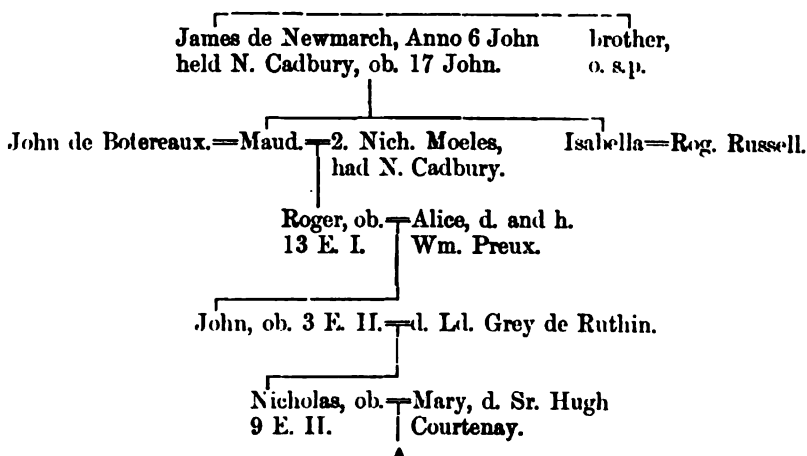 James de Newmarch, Anno 6 John brother,
held N. Cadbury, ob. 17 John. o. s.p.
John de Botereaux.=Maud.=2. Nich. Moeles, Isabella=Rog. Russell.
had N. Cadbury.
Roger, ob.=Alice, d. and h.
13 E. I. Wm. Preux.
John, ob. 3 E. II.=d. Ld. Grey de Ruthin.
Nicholas, ob.=Mary, d. Sr. Hugh
9 E. II. Courtenay.